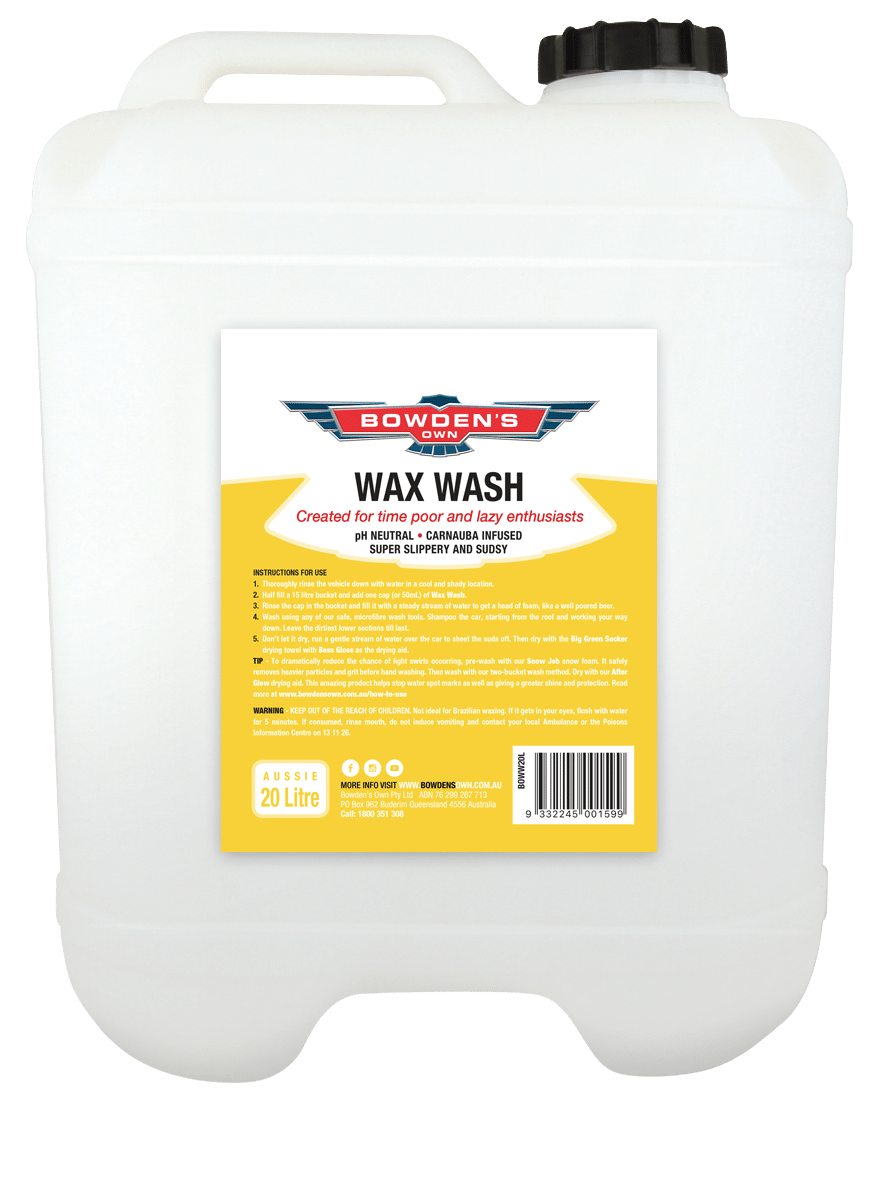 BOWDEN'S
OWN
WAX WASH
Created for time poor and lazy enthusiasts
pH NEUTRAL • CARNAUBA INFUSED
SUPER SLIPPERY AND SUDSY
INSTRUCTIONS FOR USE
1. Thoroughly rinse the vehicle down with water in a cool and shady location.
2. Half fill a 15 litre bucket and add one cap (or 50mL) of Wax Wash.
3. Rinse the cap in the bucket and fill it with a steady stream of water to get a head of foam, like a well poured beer.
4. Wash using any of our safe, microfibre wash tools. Shampoo the car, starting from the roof and working your way
down. Leave the dirtiest lower sections till last.
5. Don't let it dry, run a gentle stream of water over the car to sheet the suds off. Then dry with the Big Green Sucker
drying towel with Boss Gloss as the drying aid.
TIP - To dramatically reduce the chance of light swirls occurring, pre-wash with our Snow Job snow foam. It safely
removes heavier particles and grit before hand washing. Then wash with our two-bucket wash method. Dry with our After
Glow drying aid. This amazing product helps stop water spot marks as well as giving a greater shine and protection. Read
more at www.bowdensown.com.au/how-to-use
WARNING - KEEP OUT OF THE REACH OF CHILDREN. Not ideal for Brazilian waxing. If it gets in your eyes, flush with water
for 5 minutes. If consumed, rinse mouth, do not induce vomiting and contact your local Ambulance or the Poisons
Information Centre on 13 11 26.
AUSSIE
20 Litre
MORE INFO VISIT WWW.BOWDENSOWN.COM.AU
Bowden's Own Pty Ltd ABN 76 299 267 713
PO Box 962 Buderim Queensland 4556 Australia
Call: 1800 351 308
BOWW20L
9 332245 001599